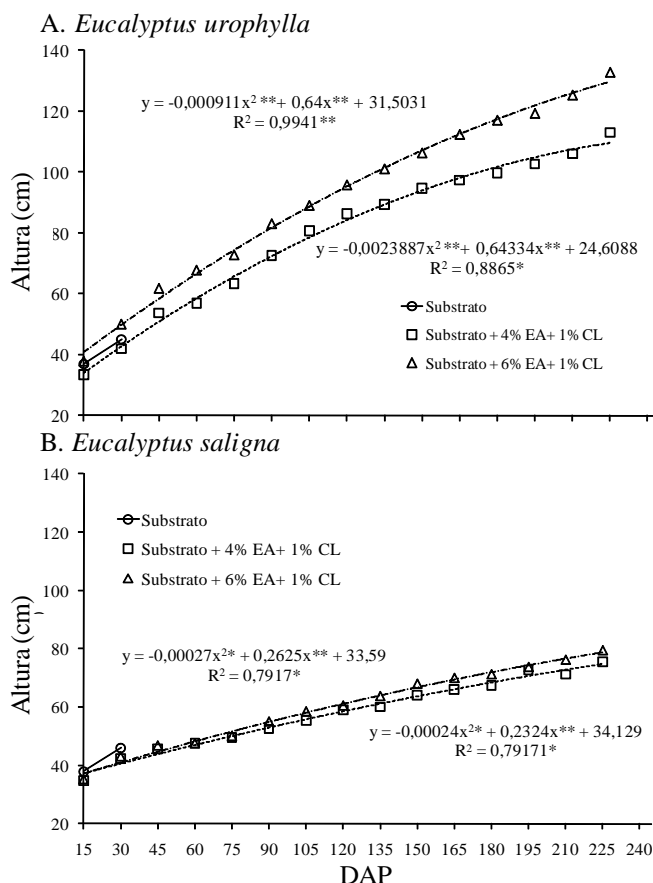 A. Eucalyptus urophylla
140
120
100
80
60
40
20
Altura (cm)
y = -0,000911x² **+ 0,64x**+ 31,5031
R² = 0,9941**
y = -0,0023887x² **+ 0,64334x**+ 24,6088
R² = 0,8865*
Substrato
Substrato + 4% EA+ 1% CL
Substrato + 6% EA+ 1% CL
B. Eucalyptus saligna
140
120
100
80
60
40
20
Altura (cm)
Substrato
Substrato + 4% EA+ 1% CL
Substrato + 6% EA+ 1% CL
y = -0,00027x²* + 0,2625x** + 33,59
R² = 0,7917*
y = -0,00024x²* + 0,2324x** + 34,129
R² = 0,79171*
15 30 45 60 75 90 105 120 135 150 165 180 195 210 225 240
DAP